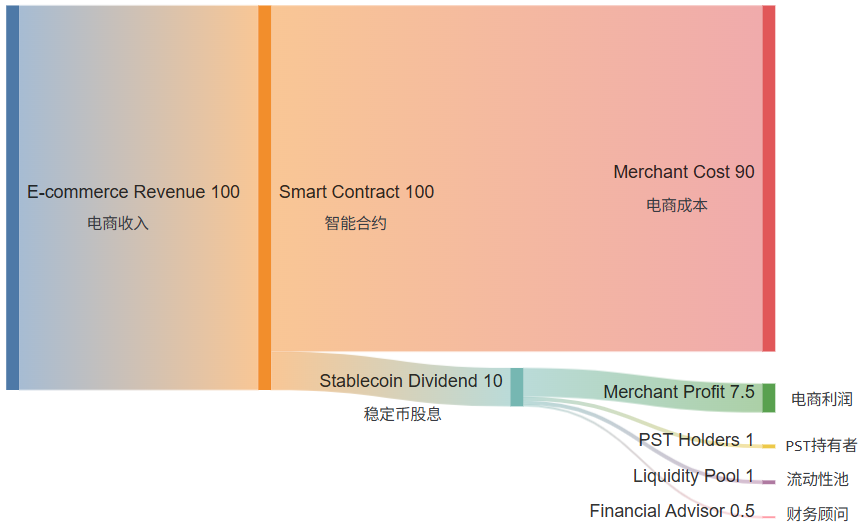 E-commerce Revenue 100
电商收入
Smart Contract 100
智能合约
Merchant Cost 90
电商成本
Stablecoin Dividend 10
稳定币股息
Merchant Profit 7.5
电商利润
PST Holders 1
PST持有者
Liquidity Pool 1
流动性池
Financial Advisor 0.5
财务顾问